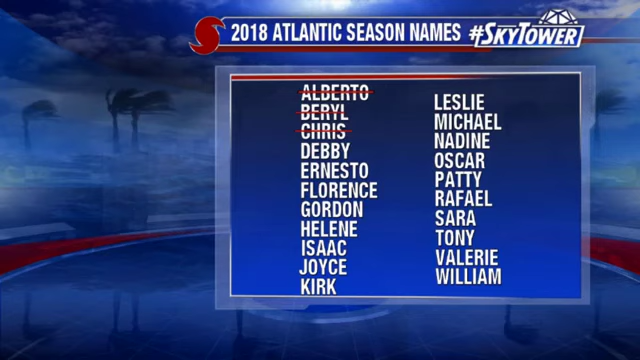 2018 ATLANTIC SEASON NAMES #SKYTOWER
ALBERTO
BERYL
CHRIS
DEBBY
ERNESTO
FLORENCE
GORDON
HELENE
ISAAC
JOYCE
KIRK
LESLIE
MICHAEL
NADINE
OSCAR
PATTY
RAFAEL
SARA
TONY
VALERIE
WILLIAM